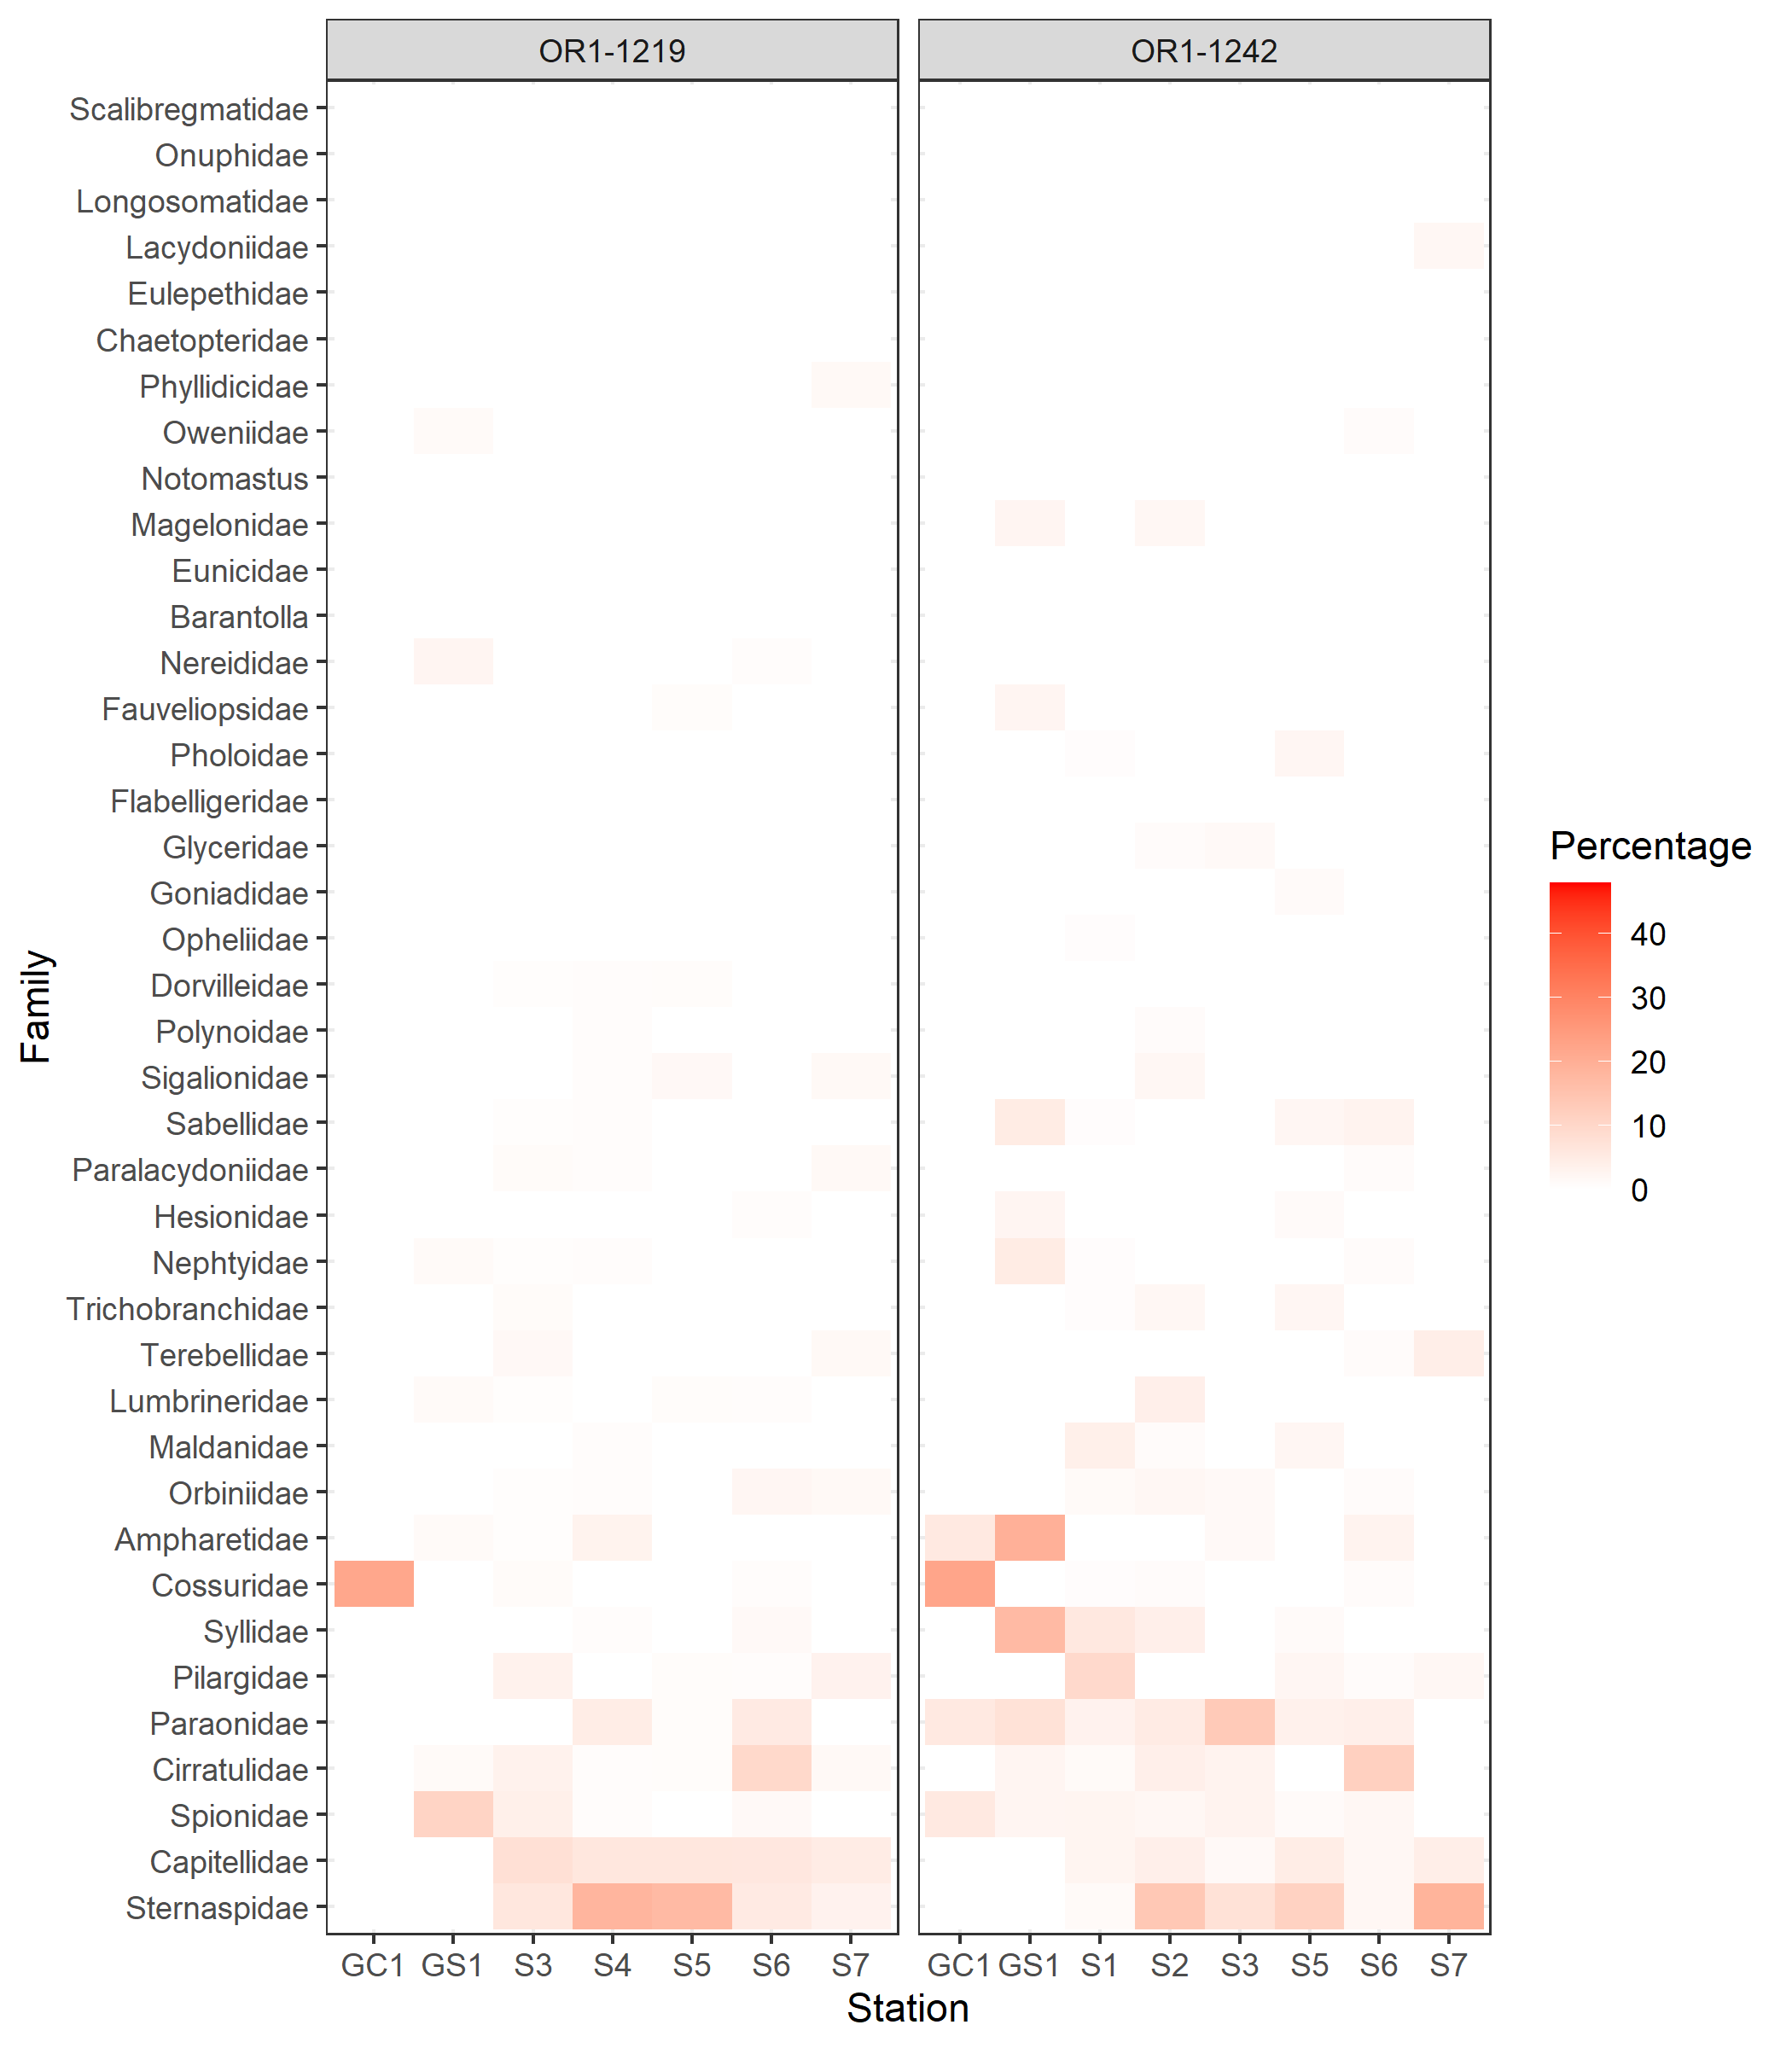 OR1-1219 OR1-1242
Scalibregmatidae
Onuphidae
Longosomatidae
Lacydoniidae
Eulepethidae
Chaetopteridae
Phyllidicidae
Oweniidae
Notomastus
Magelonidae
Eunicidae
Barantolla
Nereididae
Fauveliopsidae
Pholoidae
Flabelligeridae
Glyceridae
Goniadidae
Opheliidae
Dorvilleidae
Polynoidae
Sigalionidae
Sabellidae
Paralacydoniidae
Hesionidae
Nephtyidae
Trichobranchidae
Terebellidae
Lumbrineridae
Maldanidae
Orbiniidae
Ampharetidae
Cossuridae
Syllidae
Pilargidae
Paraonidae
Cirratulidae
Spionidae
Capitellidae
Sternaspidae
Family
GC1 GS1 S3 S4 S5 S6 S7 GC1 GS1 S1 S2 S3 S5 S6 S7
Station
Percentage
40
30
20
10
0